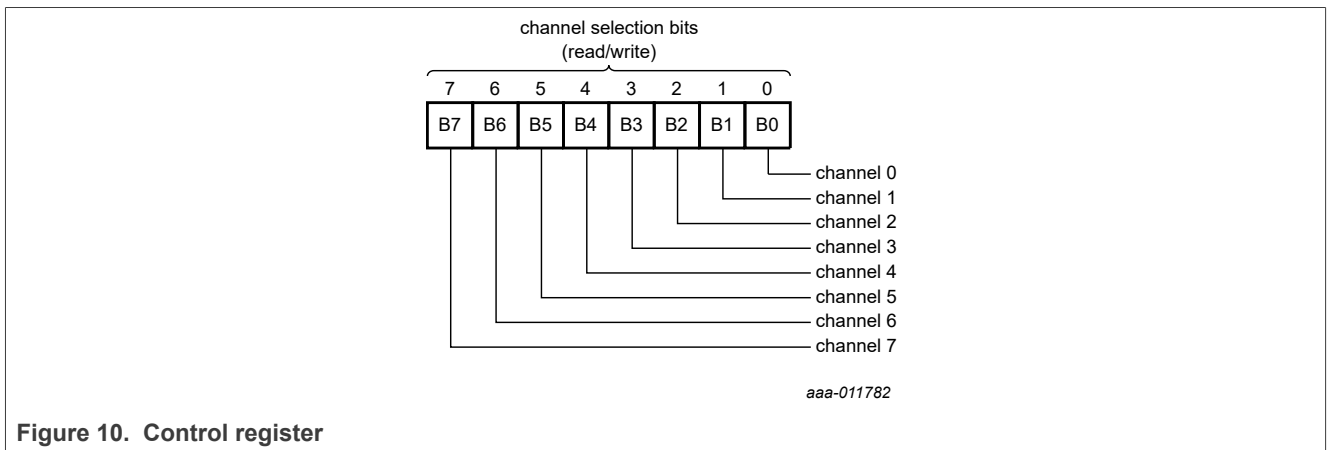 channel selection bits
(read/write)
7 6 5 4 3 2 1 0
B7 B6 B5 B4 B3 B2 B1 B0
channel 0
channel 1
channel 2
channel 3
channel 4
channel 5
channel 6
channel 7
aaa-011782
Figure 10. Control register